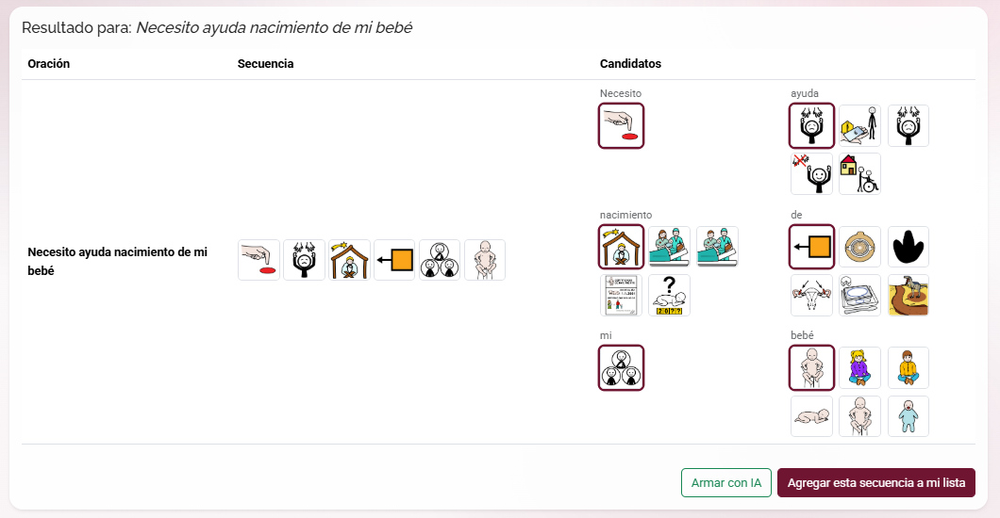 Resultado para: Necesito ayuda nacimiento de mi bebé
Oración
Secuencia
Candidatos
Necesito ayuda nacimiento de mi
bebé
Necesito
ayuda
nacimiento
de
?
20??
mi
bebé
Armar con IA
Agregar esta secuencia a mi lista